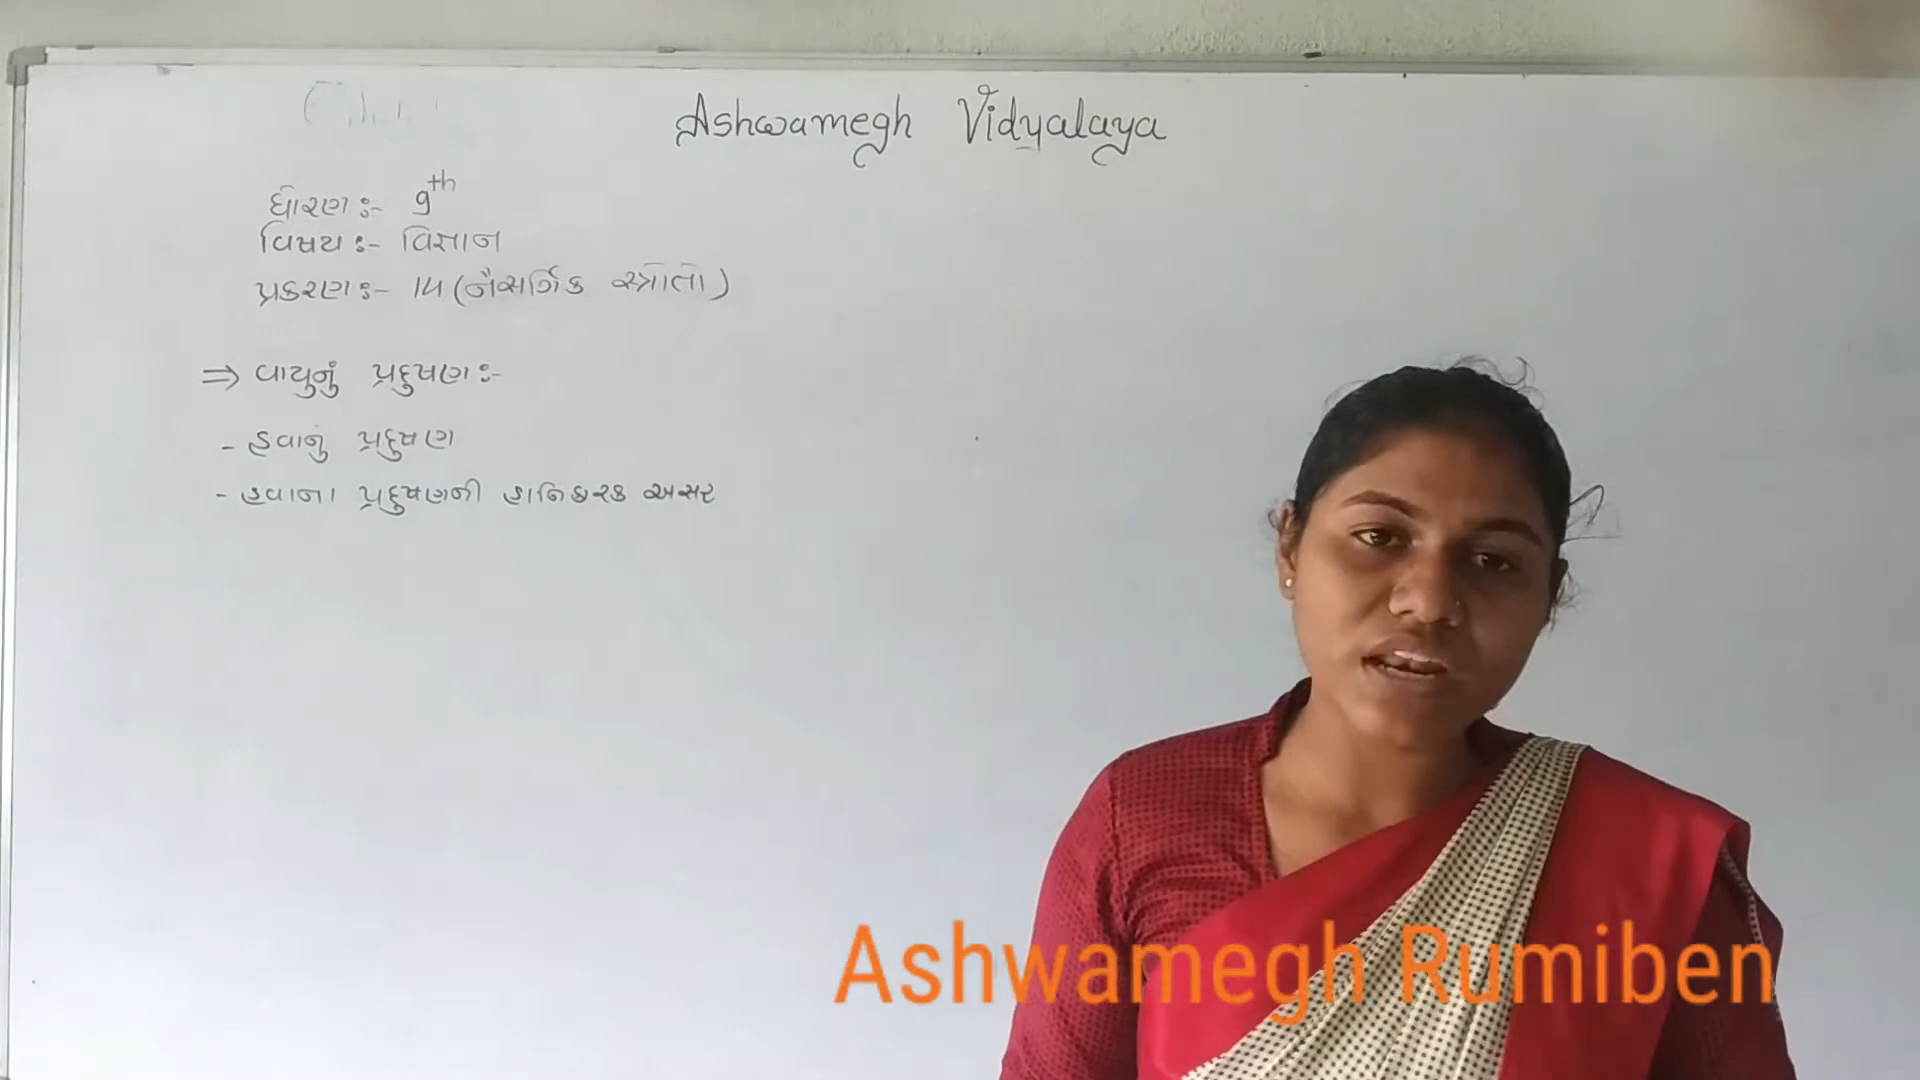 Ashwamegh Vidyalaya
ધોરણ :- 9th
વિષય :- વિજ્ઞાન
પ્રકરણ :- 14 (નૈસર્ગિક સ્ત્રોતો)
⇒ વાયુનું પ્રદુષણ :-
- હવાનું પ્રદુષણ
- હવાના પ્રદુષણની હાનિકારક અસર
Ashwamegh Rumiben